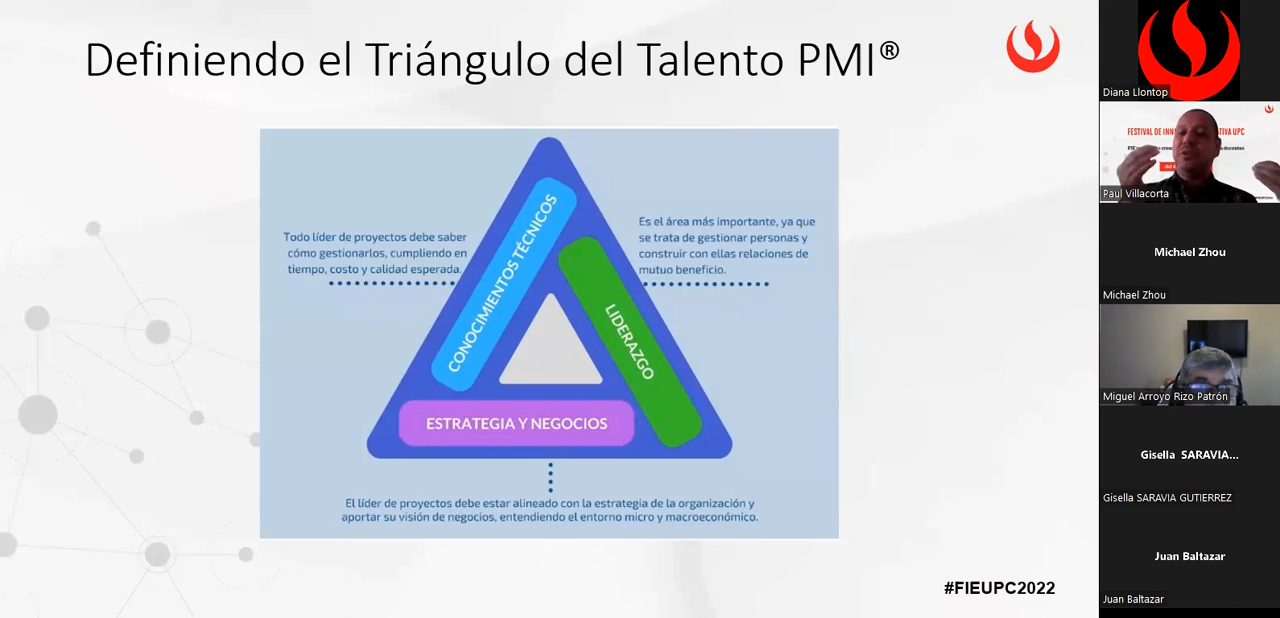 Definiendo el Triángulo del Talento PMI®
Todo líder de proyectos debe saber
cómo gestionarlos, cumpliendo en
tiempo, costo y calidad esperada.
CONOCIMIENTOS TÉCNICOS
Es el área más importante, ya que
se trata de gestionar personas y
construir con ellas relaciones de
mutuo beneficio.
LIDERAZGO
ESTRATEGIA Y NEGOCIOS
El líder de proyectos debe estar alineado con la estrategia de la organización y
aportar su visión de negocios, entendiendo el entorno micro y macroeconómico.
#FIEUPC2022
Diana Llontop
FESTIVAL DE UPC
Paul Villacorta
Michael Zhou
Michael Zhou
Miguel Arroyo Rizo Patrón
Gisella SARAVIA...
Gisella SARAVIA GUTIERREZ
Juan Baltazar
Juan Baltazar